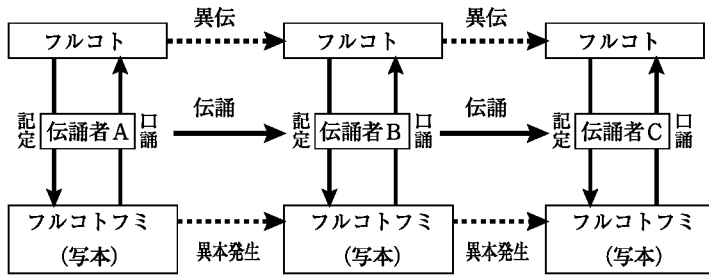 異伝
異伝
フルコト
フルコト
フルコト
記定
伝誦者A
口誦
伝誦
記定
伝誦者B
口誦
伝誦
記定
伝誦者C
口誦
フルコトフミ
(写本)
異本発生
フルコトフミ
(写本)
異本発生
フルコトフミ
(写本)